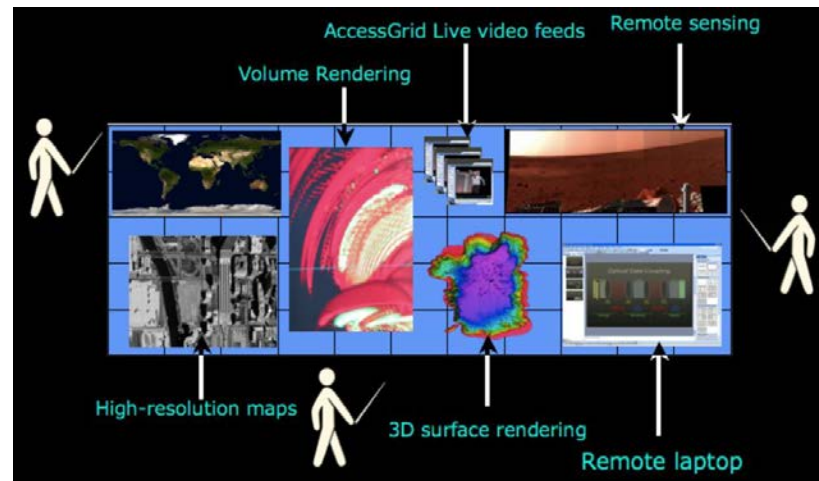 AccessGrid Live video feeds
Remote sensing
Volume Rendering
High-resolution maps
3D surface rendering
Remote laptop